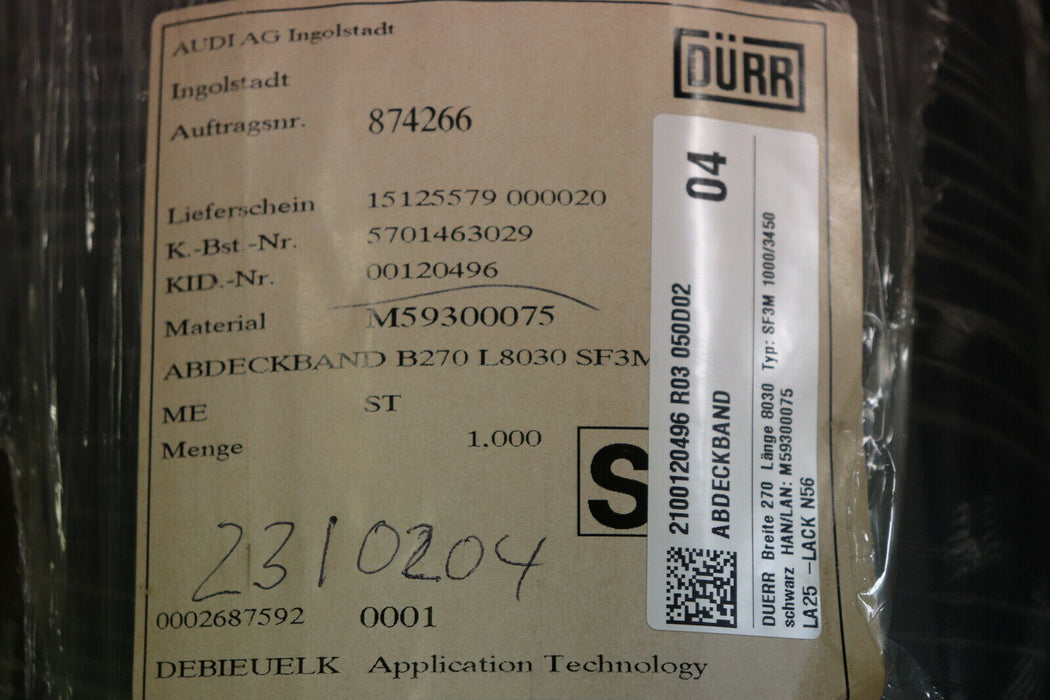 AUDI AG Ingolstadt
Ingolstadt
Auftragsnr. 874266
Lieferschein 15125579 000020
K.-Bst.-Nr. 5701463029
KID.-Nr. 00120496
Material M59300075
ABDECKBAND B270 L8030 SF3M
ME ST
Menge 1,000
S
2310204
0002687592 0001
DEBIEUELK Application Technology
DÜRR
04
2100120496 R03 050D02
ABDECKBAND
DUERR Breite 270 Länge 8030 Typ: SF3M 1000/3450
schwarz HAN/LAN: M59300075
LA25 -LACK N56